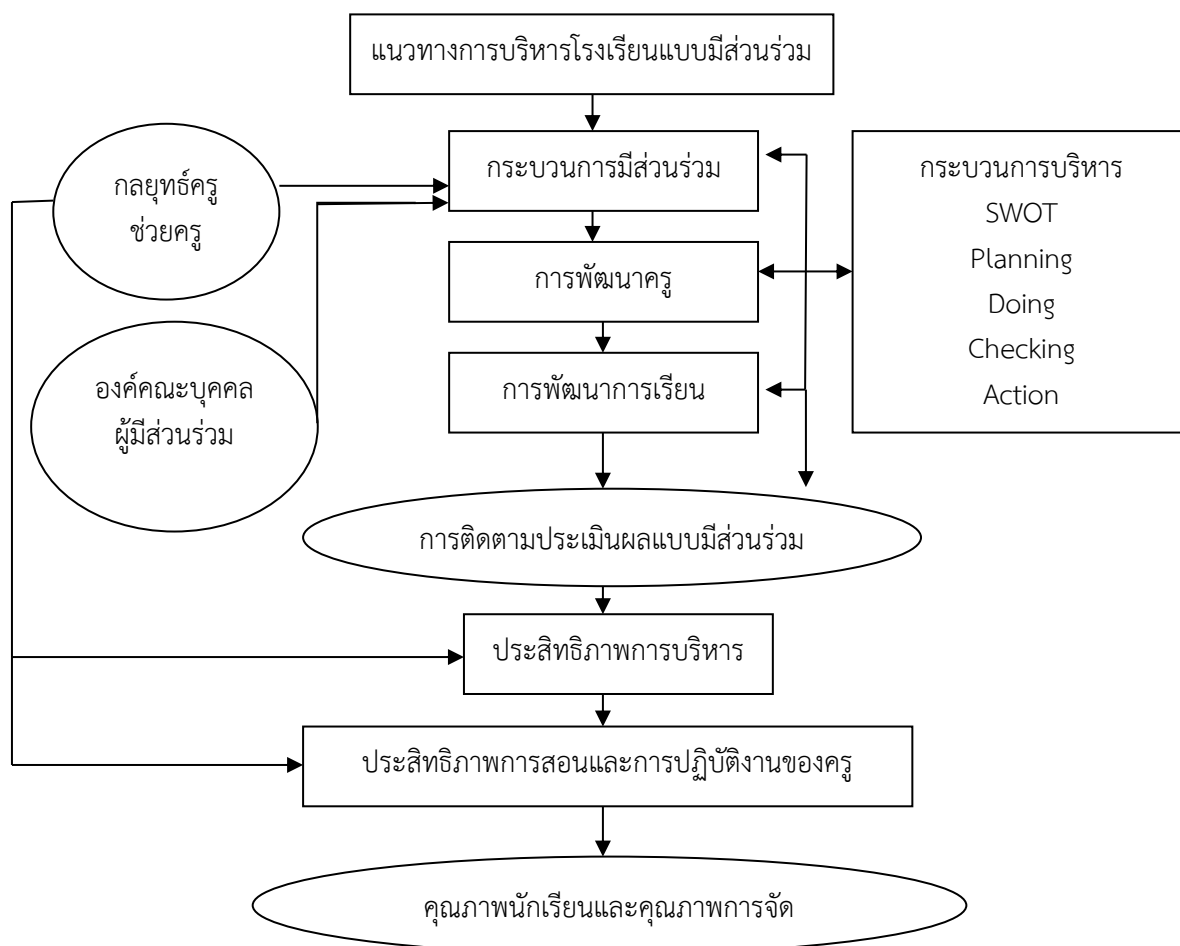 แนวทางการบริหารโรงเรียนแบบมีส่วนร่วม
กลยุทธ์ครู
ช่วยครู
กระบวนการมีส่วนร่วม
กระบวนการบริหาร
SWOT
Planning
Doing
Checking
Action
การพัฒนาครู
องค์คณะบุคคล
ผู้มีส่วนร่วม
การพัฒนาการเรียน
การติดตามประเมินผลแบบมีส่วนร่วม
ประสิทธิภาพการบริหาร
ประสิทธิภาพการสอนและการปฏิบัติงานของครู
คุณภาพนักเรียนและคุณภาพการจัด